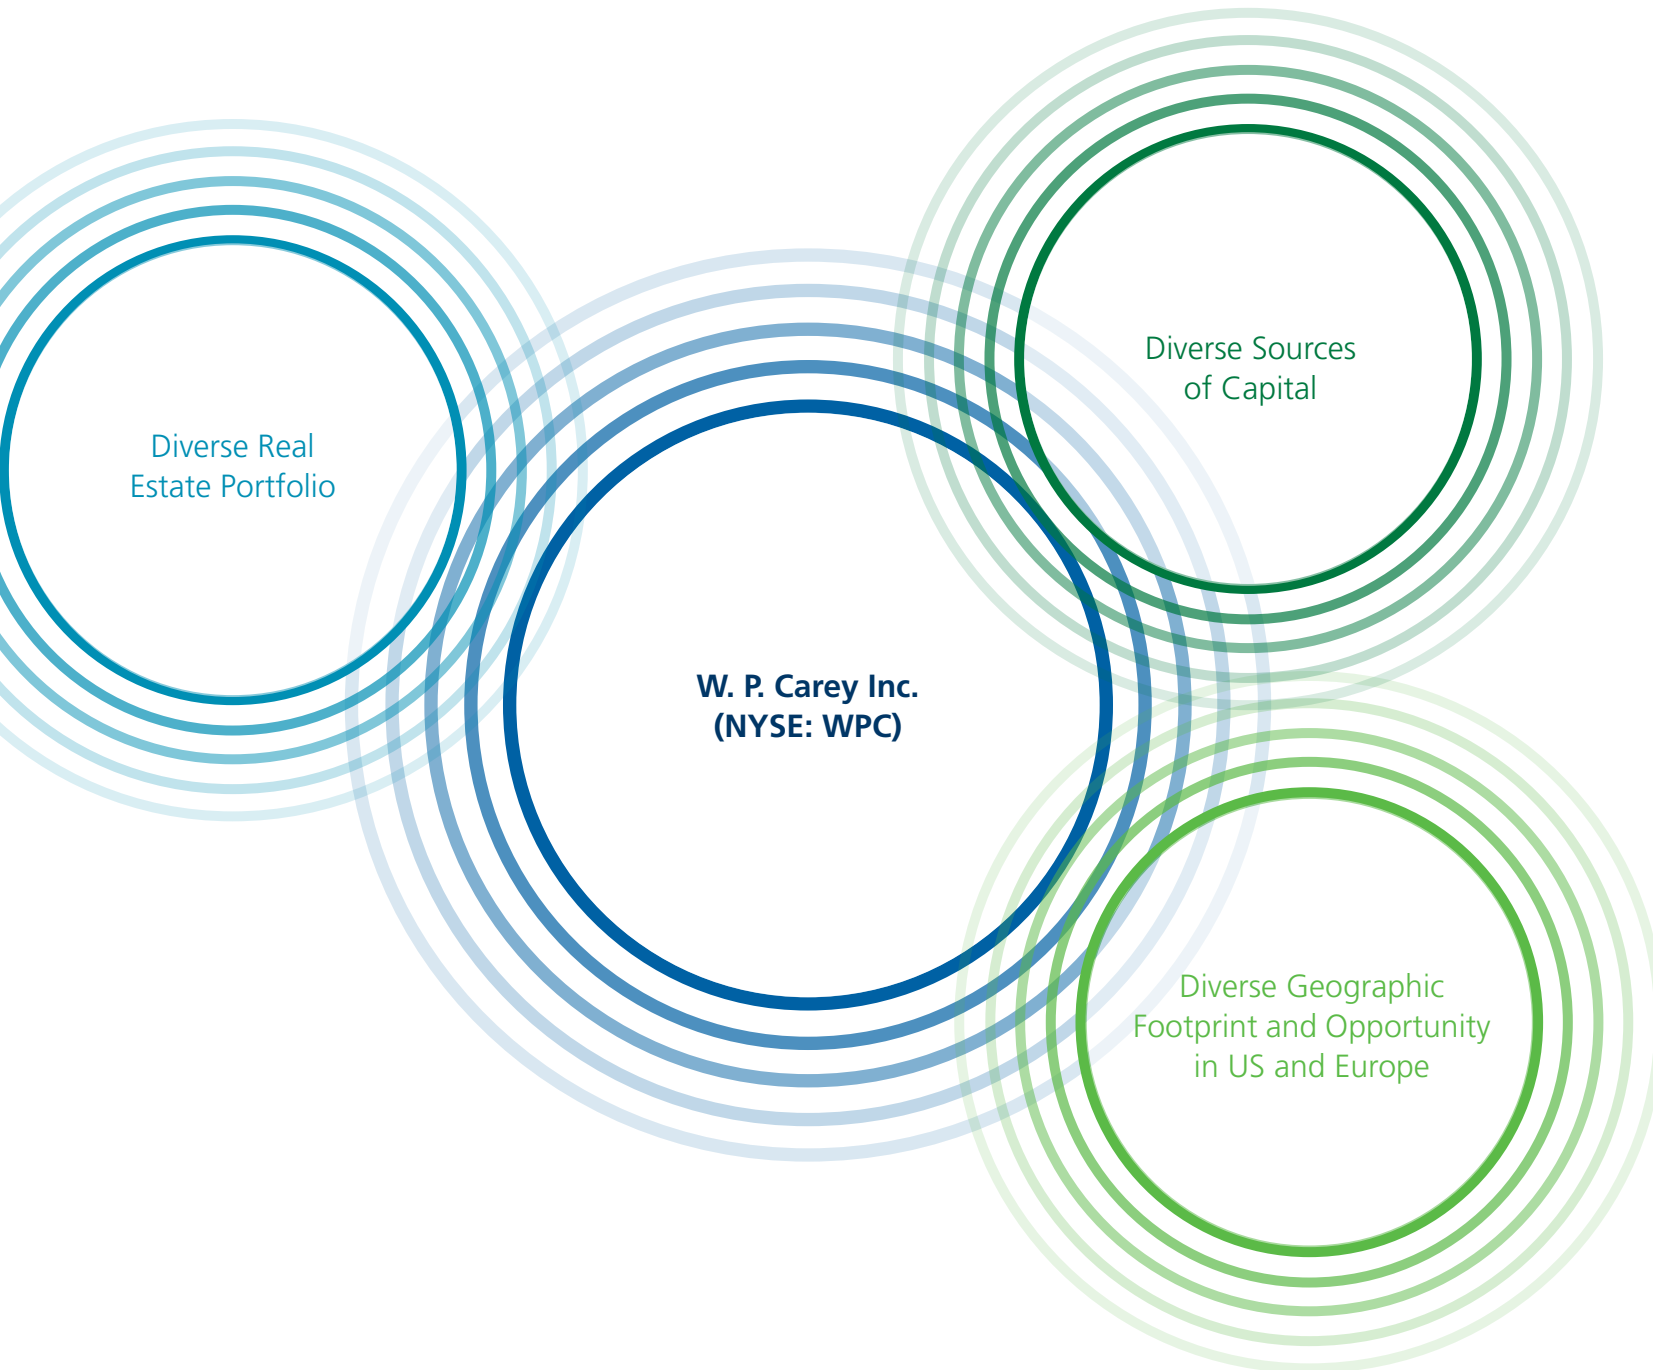 Diverse Sources
of Capital
Diverse Real
Estate Portfolio
W. P. Carey Inc.
(NYSE: WPC)
Diverse Geographic
Footprint and Opportunity
in US and Europe